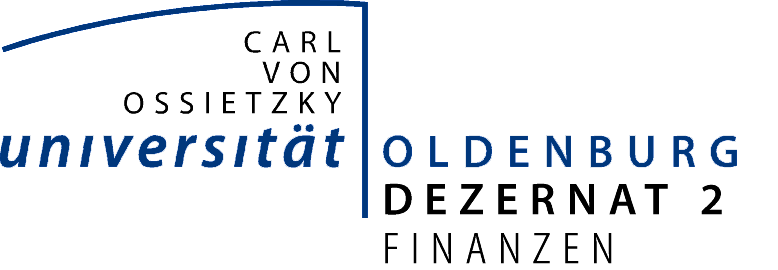 CARL
VON
OSSIETZKY
universität OLDENBURG
DEZERNAT 2
FINANZEN